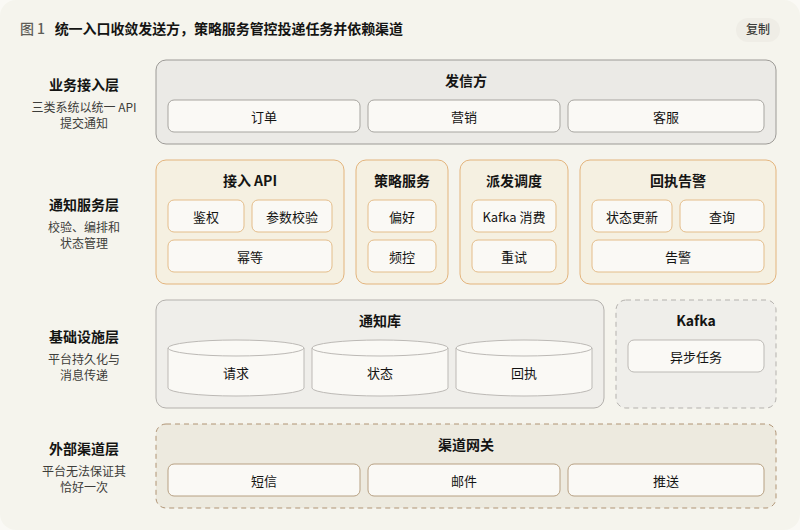 图 1 统一入口收敛发送方，策略服务管控投递任务并依赖渠道
复制
业务接入层
三类系统以统一 API
提交通知
发信方
订单
营销
客服
通知服务层
校验、编排和
状态管理
接入 API
鉴权
参数校验
幂等
策略服务
偏好
频控
派发调度
Kafka 消费
重试
回执告警
状态更新
查询
告警
基础设施层
平台持久化与
消息传递
通知库
请求
状态
回执
Kafka
异步任务
外部渠道层
平台无法保证其
恰好一次
渠道网关
短信
邮件
推送